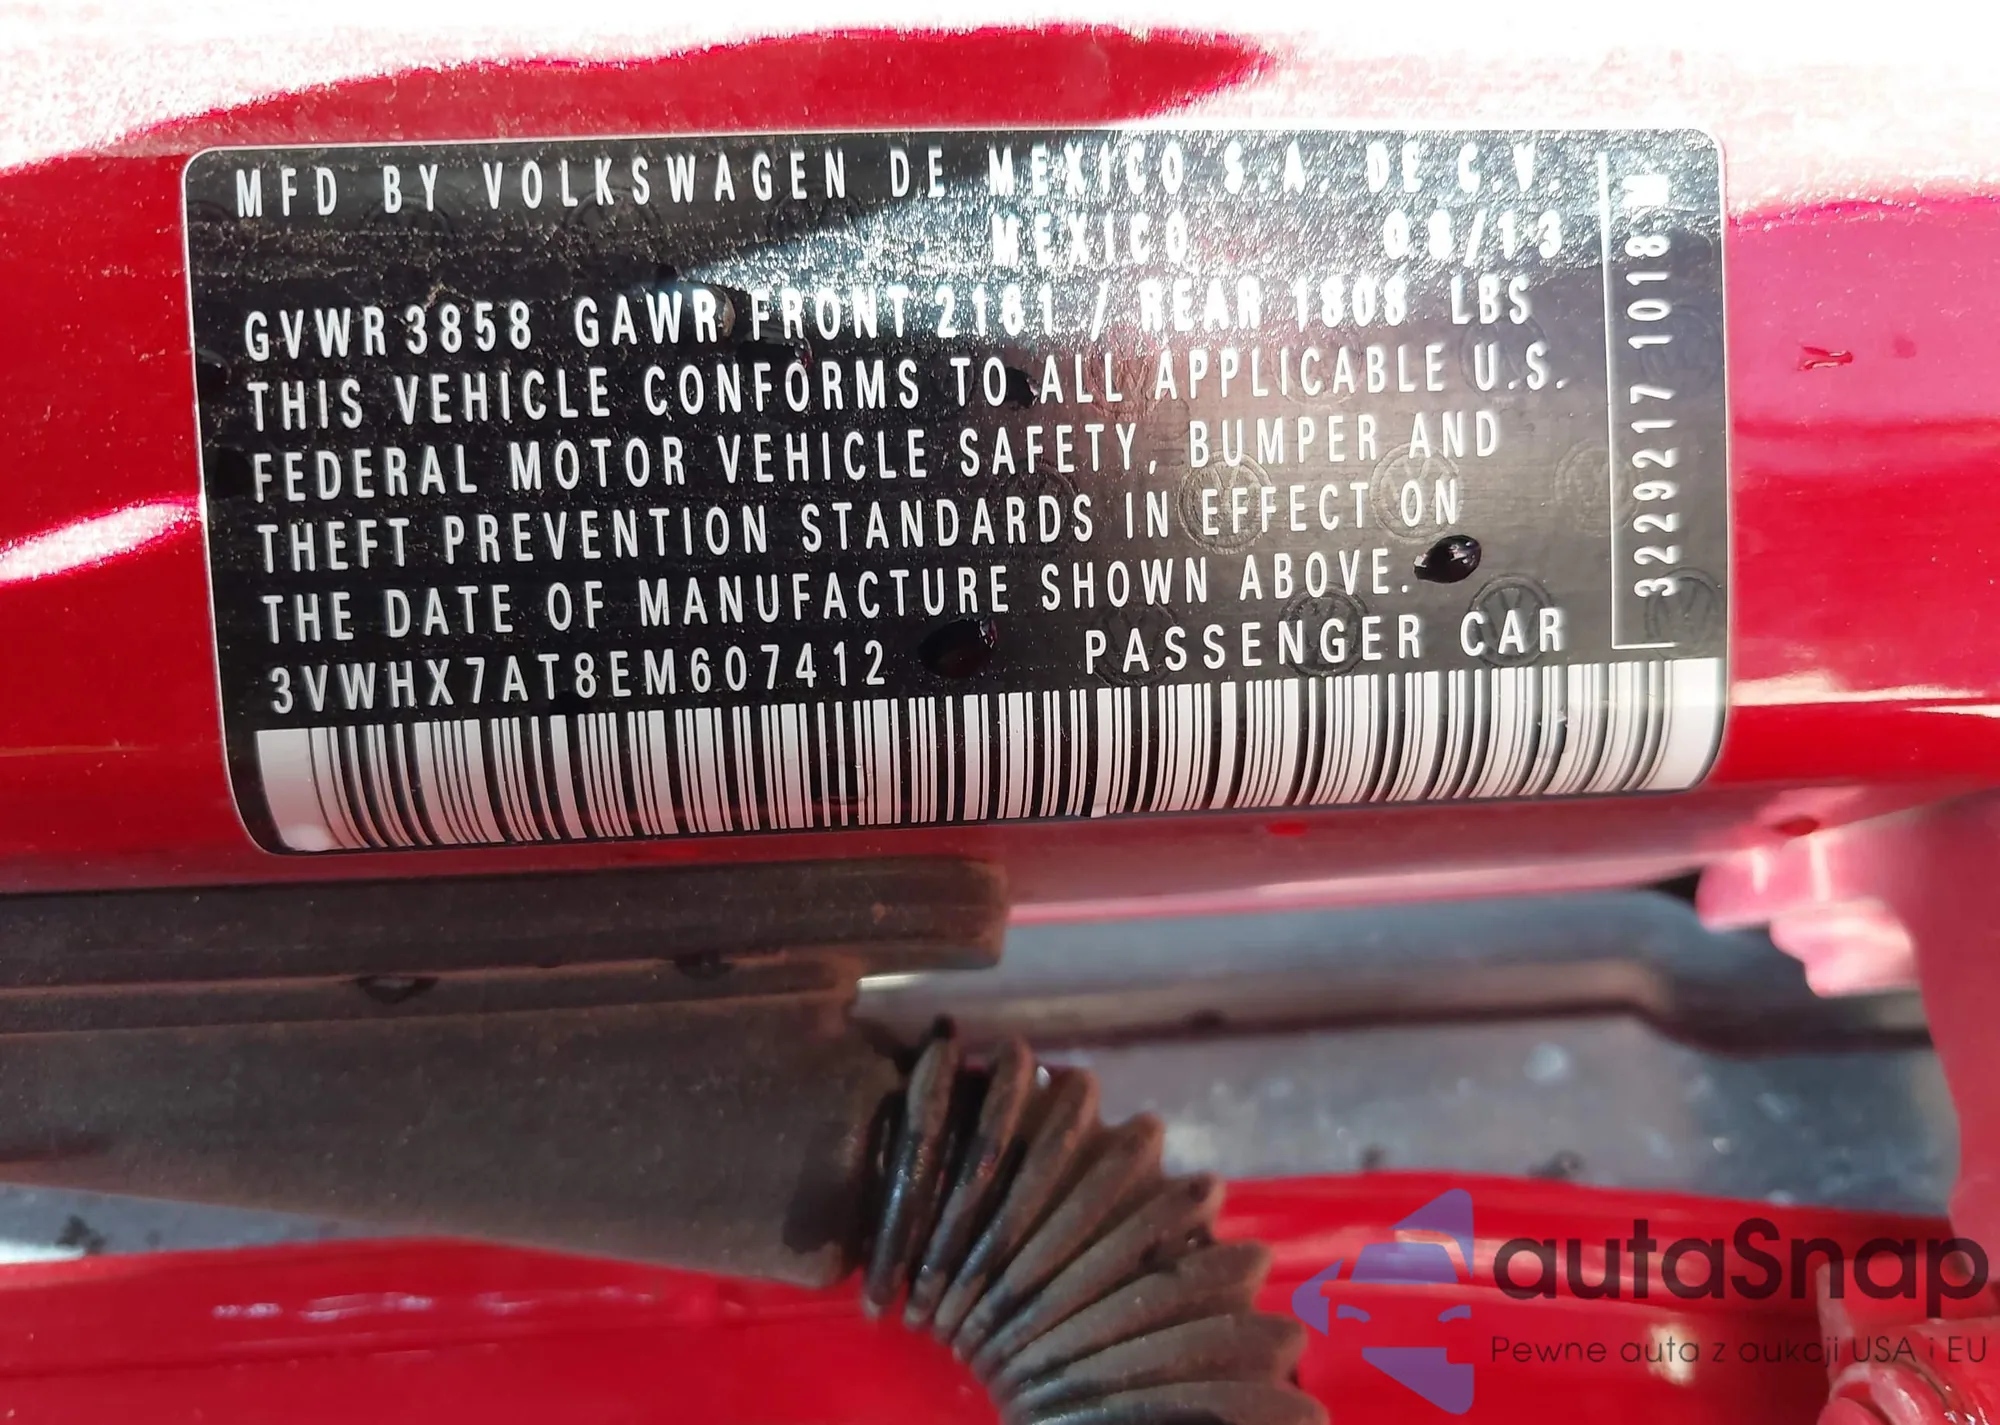 MFD BY VOLKSWAGEN DE MEXICO S.A. DE C.V.
MEXICO 08/13
GVWR 3858 GAWR FRONT 2161 / REAR 1808 LBS
THIS VEHICLE CONFORMS TO ALL APPLICABLE U.S.
FEDERAL MOTOR VEHICLE SAFETY, BUMPER AND
THEFT PREVENTION STANDARDS IN EFFECT ON
THE DATE OF MANUFACTURE SHOWN ABOVE.
3VWHX7AT8EM607412 PASSENGER CAR
3229217 1018
autaSnap
Pewne auta z aukcji USA i EU